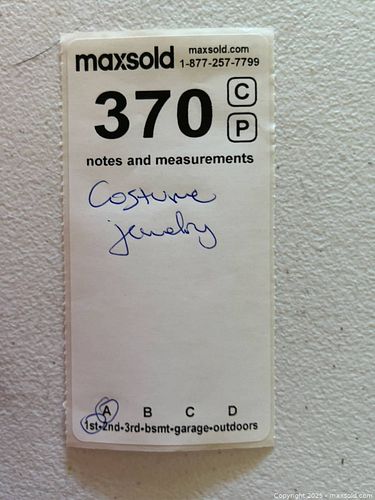 maxsold maxsold.com
1-877-257-7799
370 C
P
notes and measurements
Costume
jewelry
A B C D
1st-2nd-3rd-bsmt-garage-outdoors
Copyright 2025 - maxsold.com